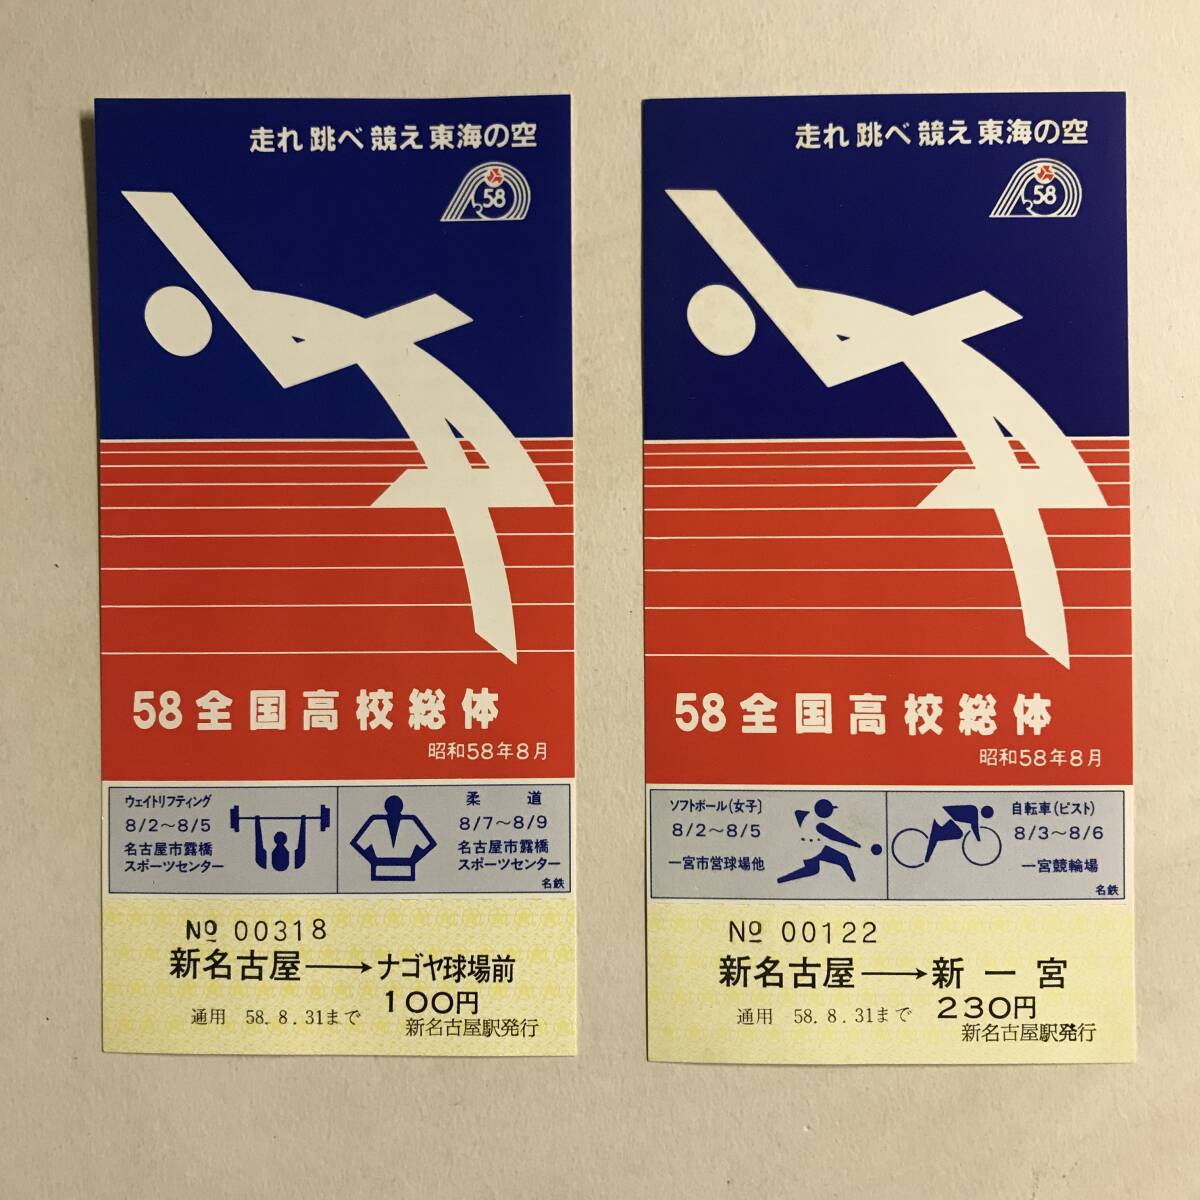 走れ 跳べ 競え 東海の空
58
58 全国高校総体
昭和58年8月
ウェイトリフティング
8/2〜8/5
名古屋市露橋
スポーツセンター
柔 道
8/7〜8/9
名古屋市露橋
スポーツセンター
名鉄
No 00318
新名古屋→ナゴヤ球場前
100円
通用 58.8.31まで
新名古屋駅発行
走れ 跳べ 競え 東海の空
58
58 全国高校総体
昭和58年8月
ソフトボール(女子)
8/2〜8/5
一宮市営球場他
自転車(ピスト)
8/3〜8/6
一宮競輪場
名鉄
No 00122
新名古屋→新一宮
230円
通用 58.8.31まで
新名古屋駅発行